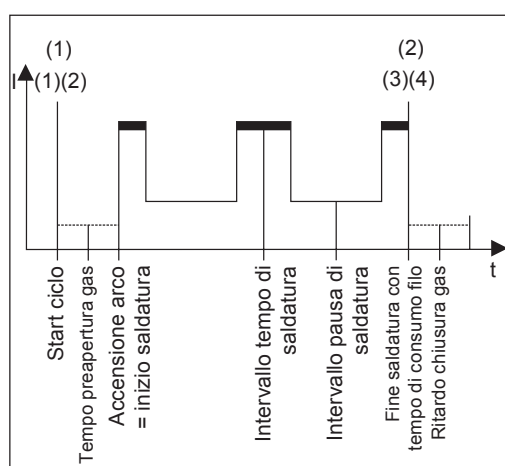 (1)
(2)
I
(1)(2)
(3)(4)
t
Start ciclo
Tempo preapertura gas
Accensione arco
= inizio saldatura
Intervallo tempo di
saldatura
Intervallo pausa di
saldatura
Fine saldatura con
tempo di consumo filo
Ritardo chiusura gas